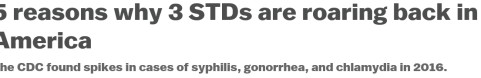 5 reasons why 3 STDs are roaring back in
America
The CDC found spikes in cases of syphilis, gonorrhea, and chlamydia in 2016.